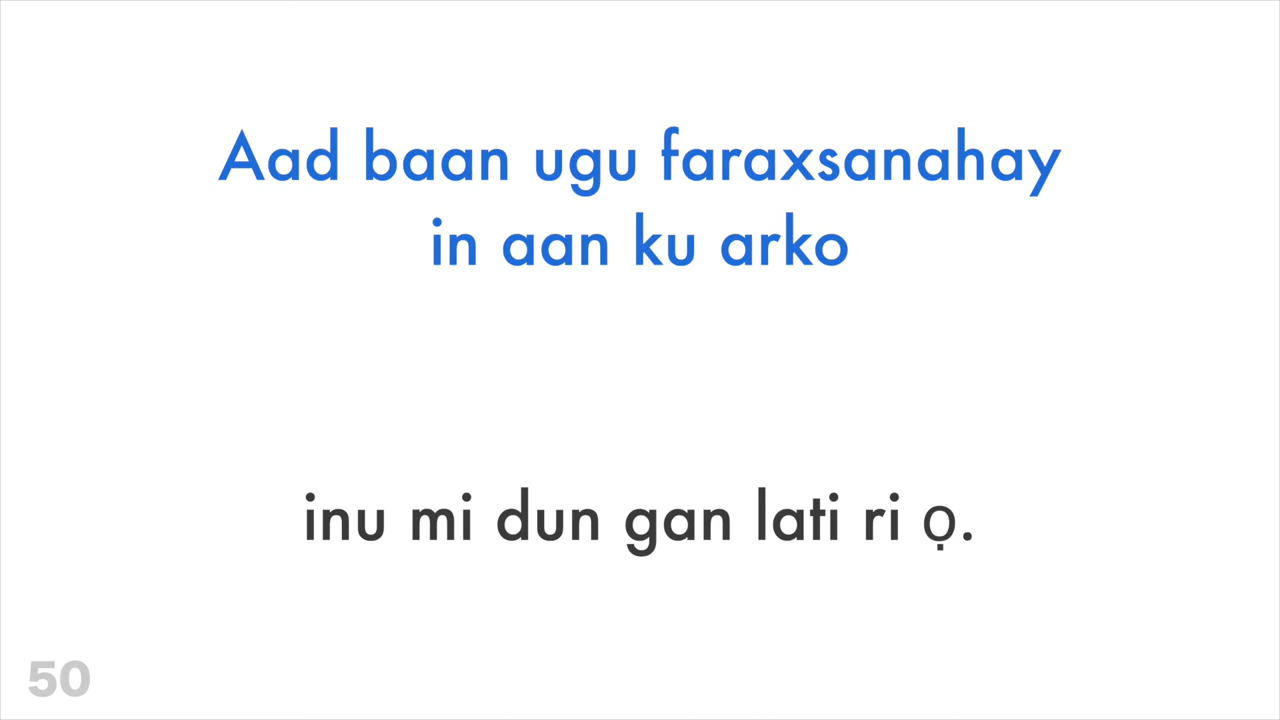 Aad baan ugu faraxsanahay
in aan ku arko
inu mi dun gan lati ri ọ.
50